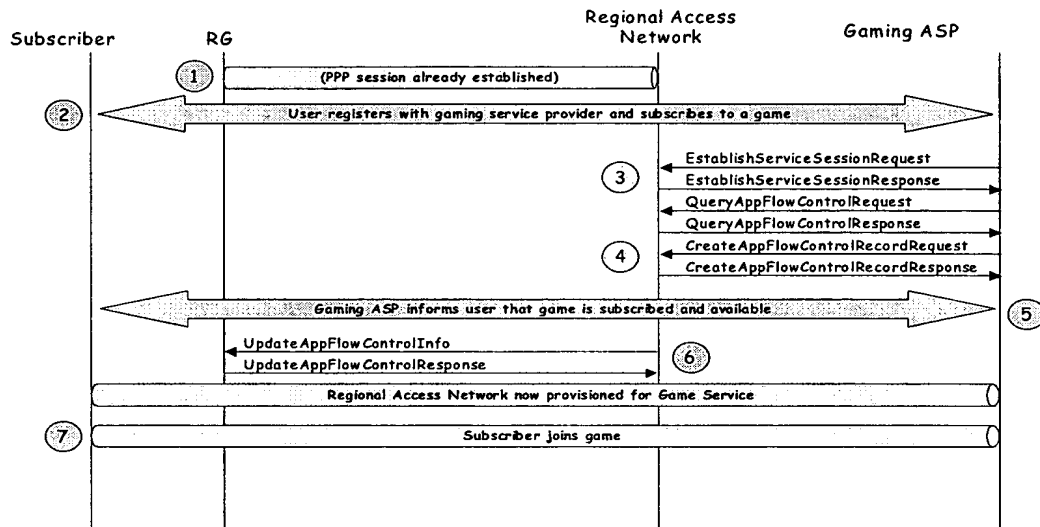 Subscriber
RG
Regional Access
Network
Gaming ASP
1
(PPP session already established)
2
User registers with gaming service provider and subscribes to a game
EstablishServiceSessionRequest
3
EstablishServiceSessionResponse
QueryAppFlowControlRequest
QueryAppFlowControlResponse
4
CreateAppFlowControlRecordRequest
CreateAppFlowControlRecordResponse
Gaming ASP informs user that game is subscribed and available
5
UpdateAppFlowControlInfo
6
UpdateAppFlowControlResponse
Regional Access Network now provisioned for Game Service
7
Subscriber joins game